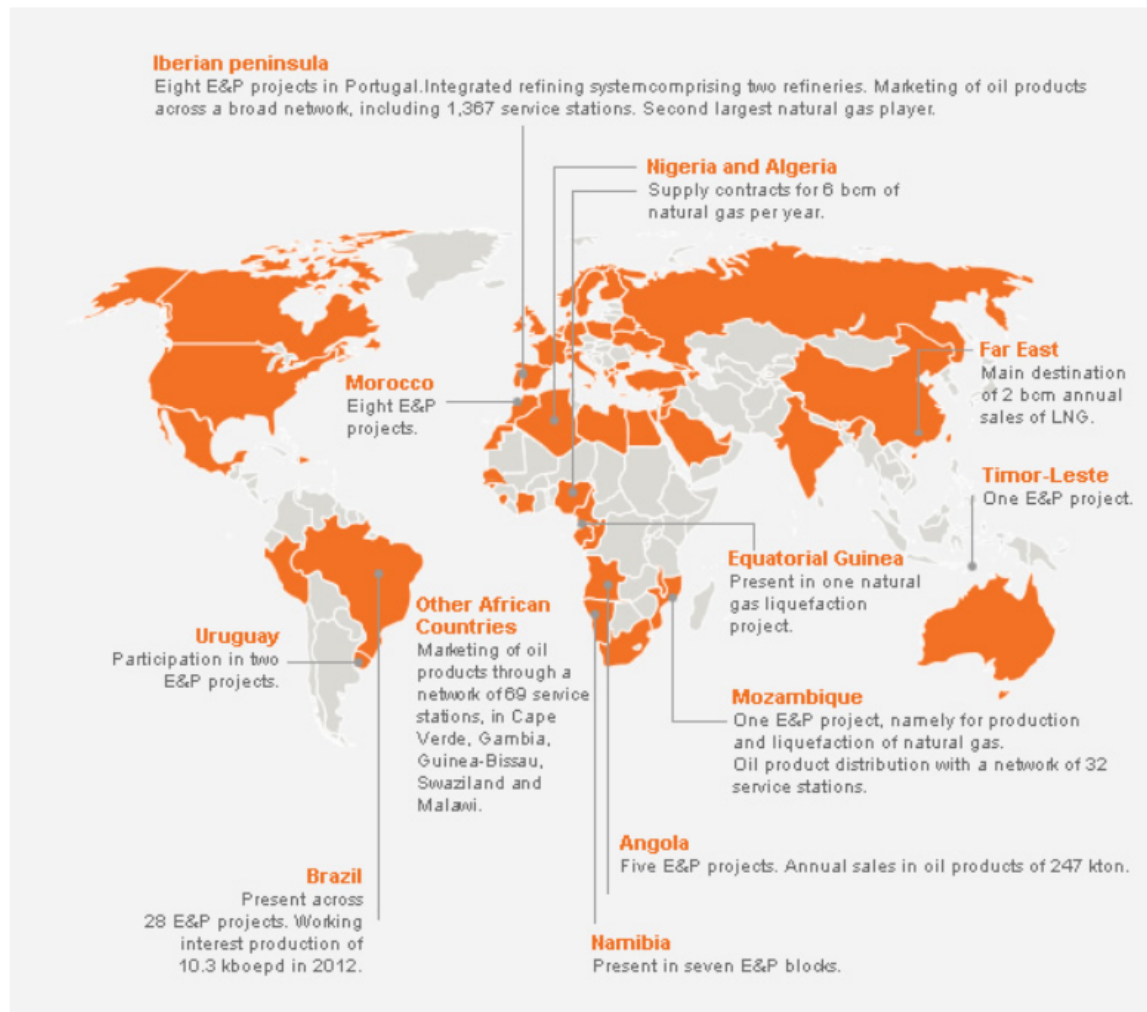 Iberian peninsula
Eight E&P projects in Portugal.Integrated refining systemcomprising two refineries. Marketing of oil products
across a broad network, including 1,367 service stations. Second largest natural gas player.
Nigeria and Algeria
Supply contracts for 6 bcm of
natural gas per year.
Far East
Main destination
of 2 bcm annual
sales of LNG.
Morocco
Eight E&P
projects.
Timor-Leste
One E&P project.
Equatorial Guinea
Present in one natural
gas liquefaction
project.
Other African
Countries
Marketing of oil
products through a
network of 69 service
stations, in Cape
Verde, Gambia,
Guinea-Bissau,
Swaziland and
Malawi.
Uruguay
Participation in two
E&P projects.
Mozambique
One E&P project, namely for production
and liquefaction of natural gas.
Oil product distribution with a network of 32
service stations.
Angola
Five E&P projects. Annual sales in oil products of 247 kton.
Brazil
Present across
28 E&P projects. Working
interest production of
10.3 kboepd in 2012.
Namibia
Present in seven E&P blocks.